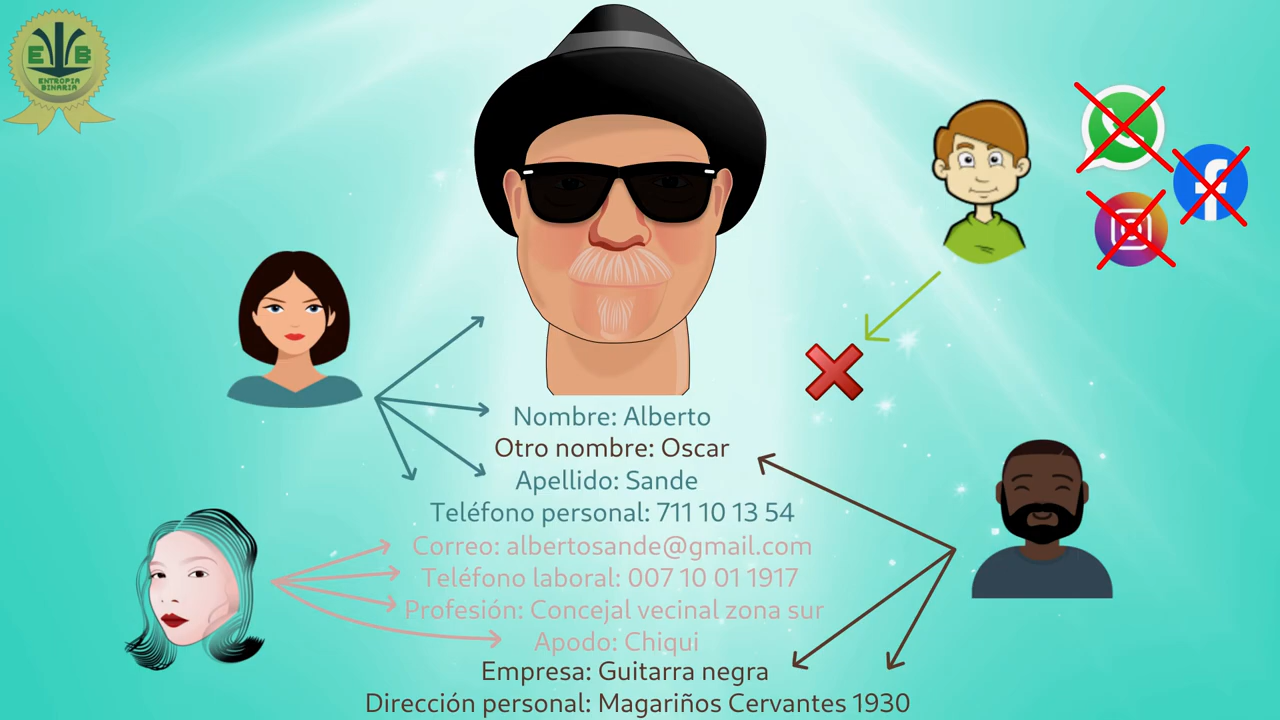 E B
ENTROPIA
BINARIA
Nombre: Alberto
Otro nombre: Oscar
Apellido: Sande
Teléfono personal: 711 10 13 54
Correo: albertosande@gmail.com
Teléfono laboral: 007 10 01 1917
Profesión: Concejal vecinal zona sur
Apodo: Chiqui
Empresa: Guitarra negra
Dirección personal: Magariños Cervantes 1930